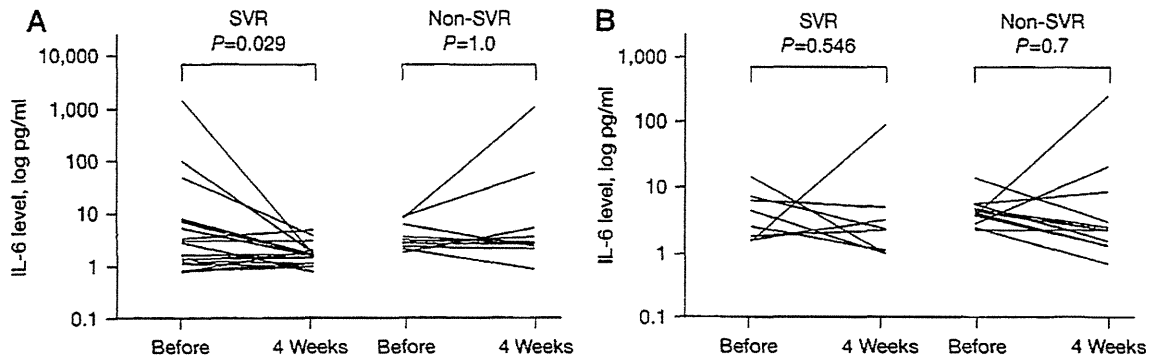 A
SVR
P=0.029
Non-SVR
P=1.0
IL-6 level, log pg/ml
10,000
1,000
100
10
1
0.1
Before
4 Weeks
Before
4 Weeks
B
SVR
P=0.546
Non-SVR
P=0.7
IL-6 level, log pg/ml
1,000
100
10
1
0.1
Before
4 Weeks
Before
4 Weeks